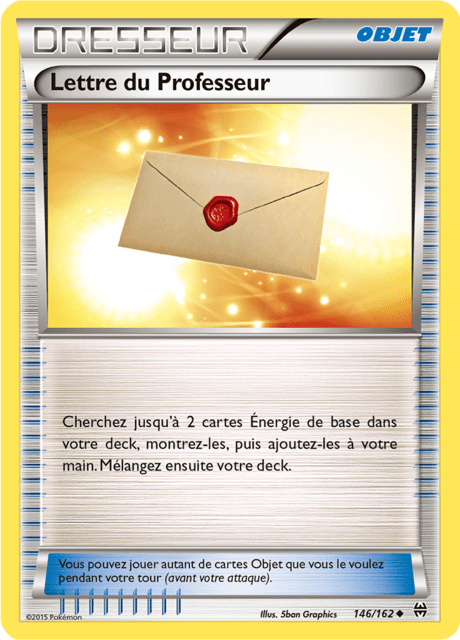 DRESSEUR OBJET
Lettre du Professeur
Cherchez jusqu'à 2 cartes Énergie de base dans
votre deck, montrez-les, puis ajoutez-les à votre
main. Mélangez ensuite votre deck.
Vous pouvez jouer autant de cartes Objet que vous le voulez
pendant votre tour (avant votre attaque).
©2015 Pokémon Illus. 5ban Graphics 146/162